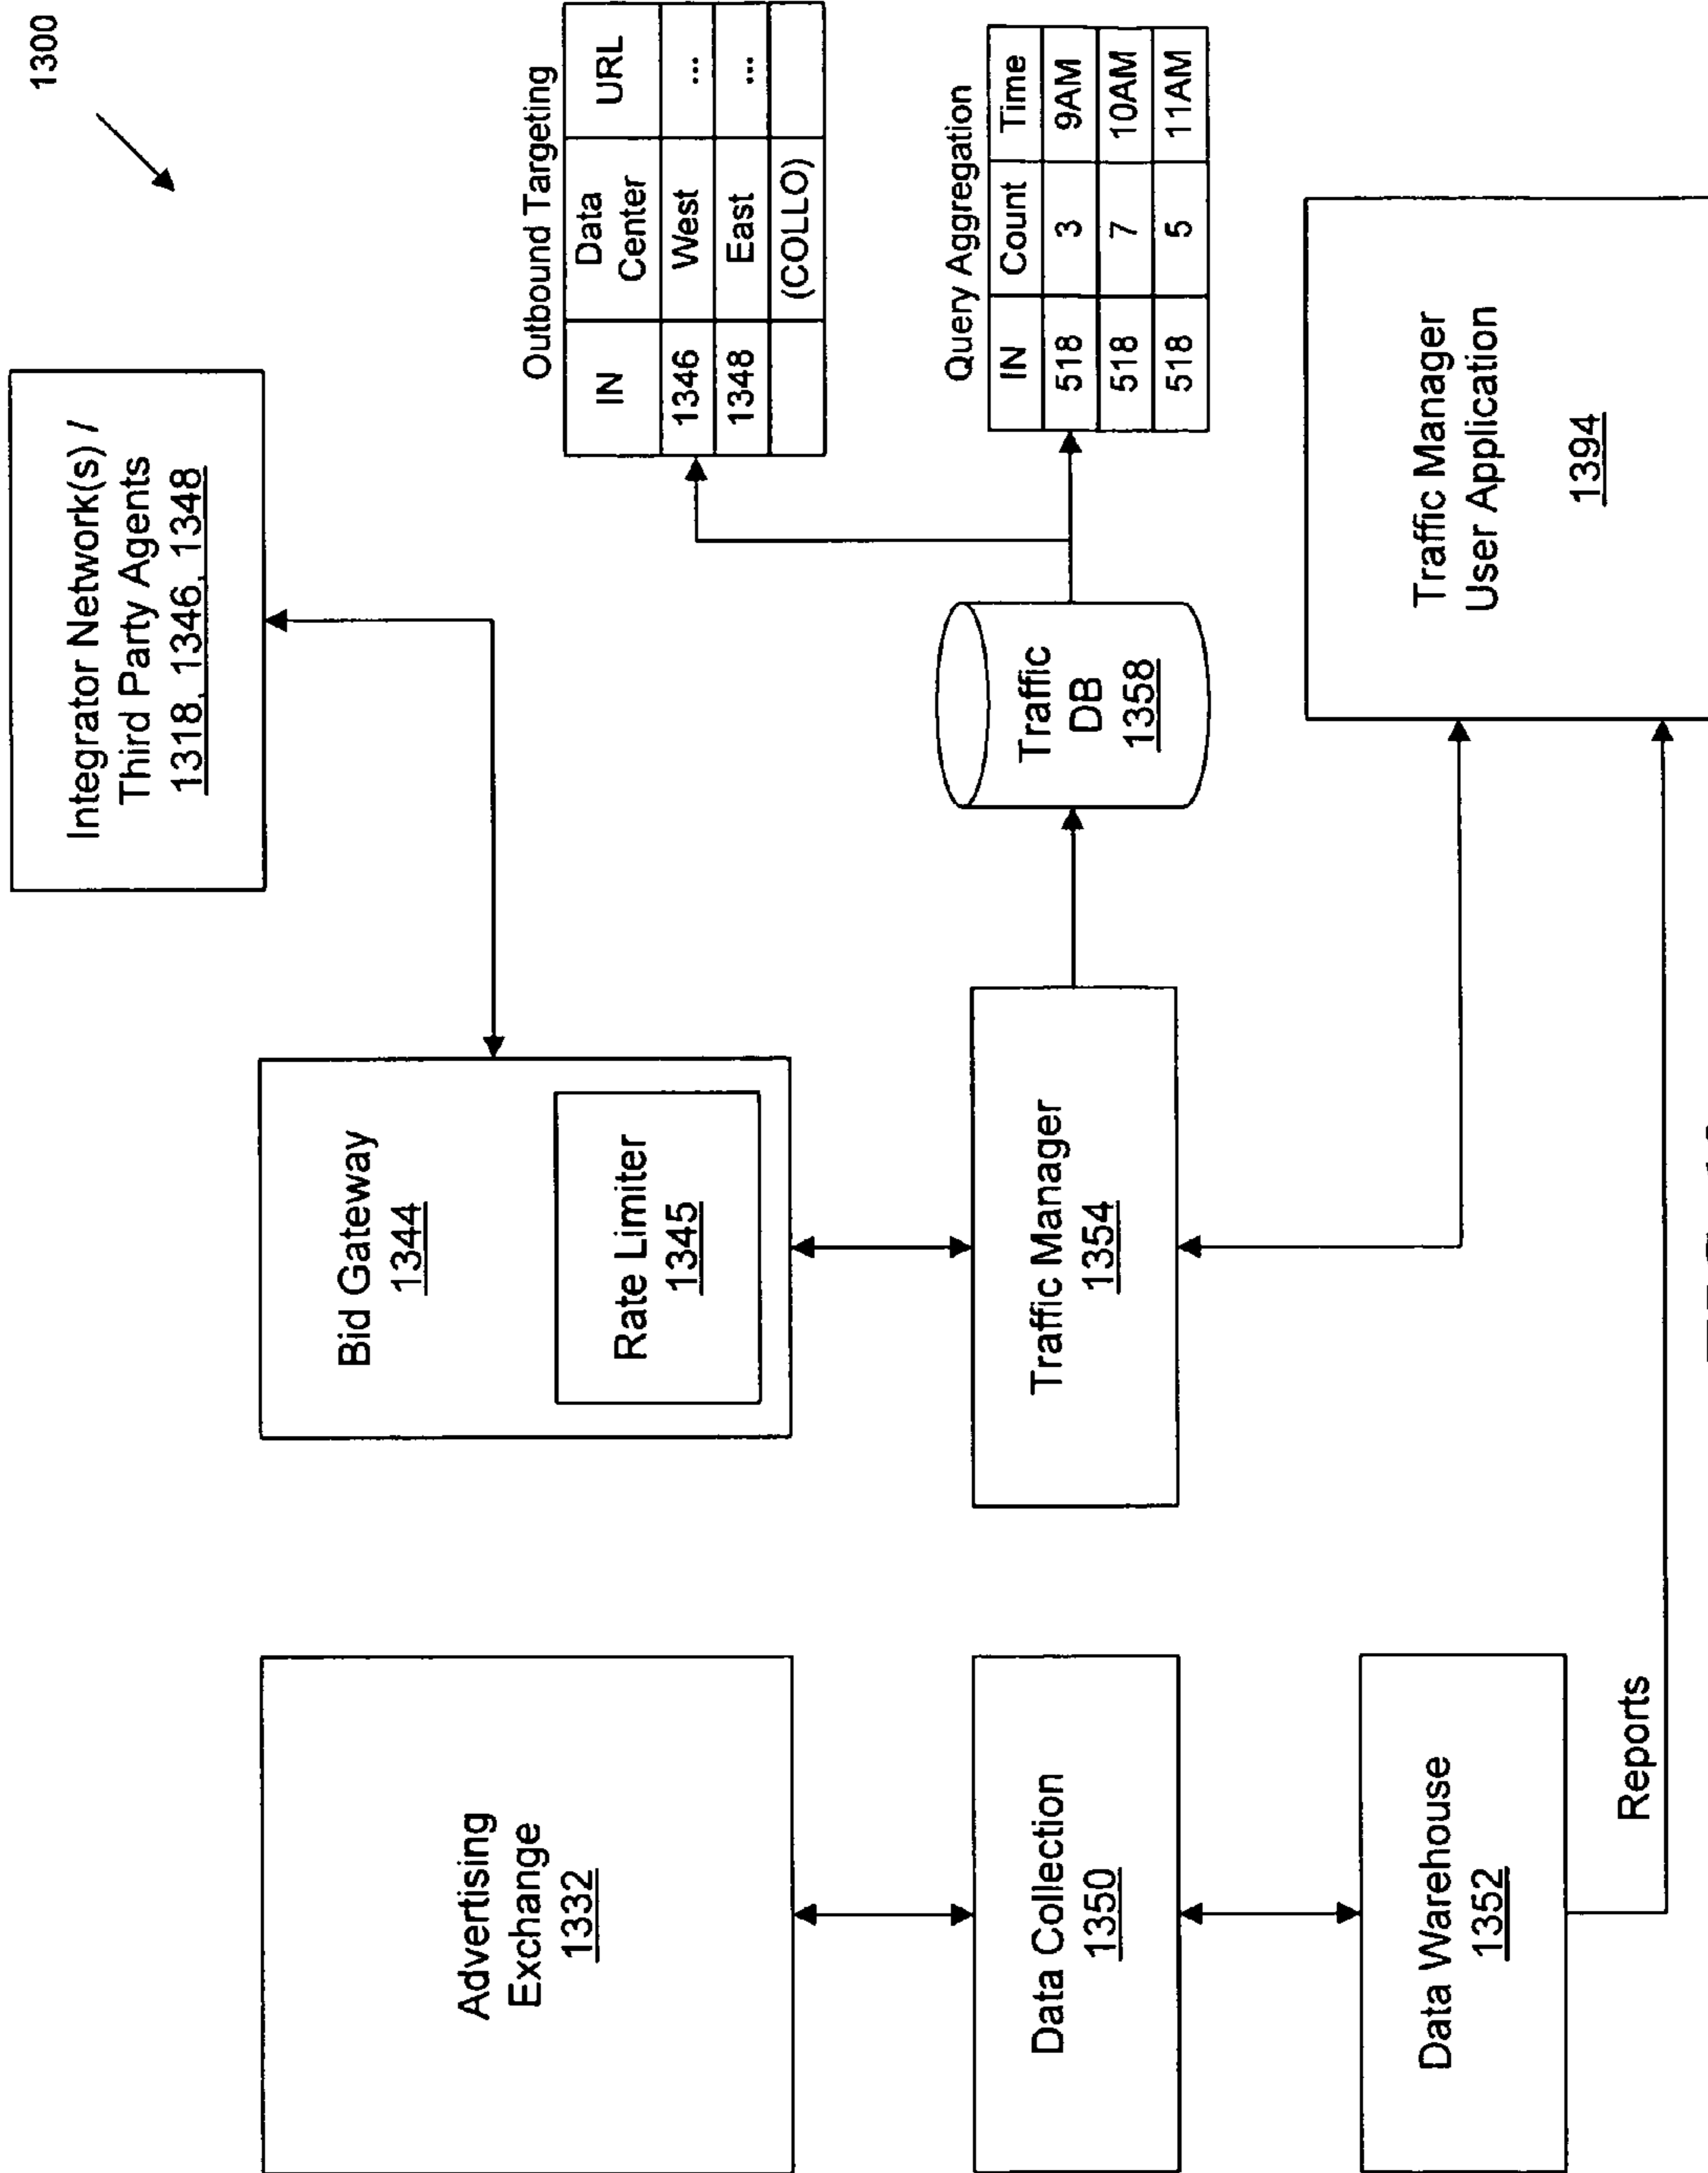 1300
Integrator Network(s) /
Third Party Agents
1318, 1346, 1348
Advertising
Exchange
1332
Bid Gateway
1344
Rate Limiter
1345
Outbound Targeting
IN Data Center URL
1346 West ...
1348 East ...
(COLLO)
Data Collection
1350
Traffic Manager
1354
Traffic
DB
1358
Query Aggregation
IN Count Time
518 3 9AM
518 7 10AM
518 5 11AM
Data Warehouse
1352
Traffic Manager
User Application
1394
Reports